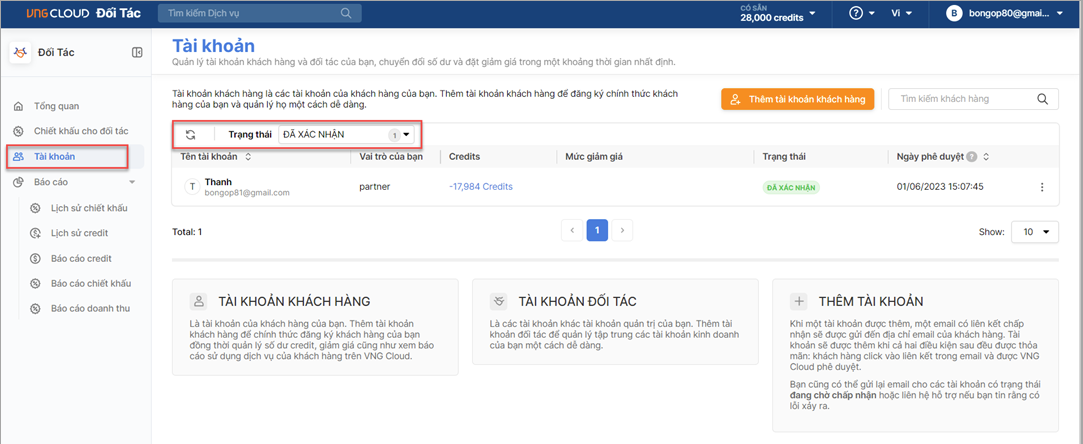 VNG CLOUD Đối Tác
Tìm kiếm Dịch vụ
CÓ SẴN
28,000 credits
Vi
B bongop80@gmai...
Đối Tác
Tổng quan
Chiết khấu cho đối tác
Tài khoản
Báo cáo
Lịch sử chiết khấu
Lịch sử credit
Báo cáo credit
Báo cáo chiết khấu
Báo cáo doanh thu
Tài khoản
Quản lý tài khoản khách hàng và đối tác của bạn, chuyển đổi số dư và đặt giảm giá trong một khoảng thời gian nhất định.
Tài khoản khách hàng là các tài khoản của khách hàng của bạn. Thêm tài khoản khách hàng để đăng ký chính thức khách
hàng của bạn và quản lý họ một cách dễ dàng.
Thêm tài khoản khách hàng
Tìm kiếm khách hàng
Trạng thái ĐÃ XÁC NHẬN 1
Tên tài khoản Vai trò của bạn Credits Mức giảm giá Trạng thái Ngày phê duyệt ?
T Thanh
bongop81@gmail.com
partner -17,984 Credits ĐÃ XÁC NHẬN 01/06/2023 15:07:45
Total: 1
< 1 >
Show: 10
TÀI KHOẢN KHÁCH HÀNG
Là tài khoản của khách hàng của bạn. Thêm tài khoản
khách hàng để chính thức đăng ký khách hàng của bạn
đồng thời quản lý số dư credit, giảm giá cũng như xem báo
cáo sử dụng dịch vụ của khách hàng trên VNG Cloud.
TÀI KHOẢN ĐỐI TÁC
Là các tài khoản khác tài khoản quản trị của bạn. Thêm tài
khoản đối tác để quản lý tập trung các tài khoản kinh doanh
của bạn một cách dễ dàng.
THÊM TÀI KHOẢN
Khi một tài khoản được thêm, một email có liên kết chấp
nhận sẽ được gửi đến địa chỉ email của khách hàng. Tài
khoản sẽ được thêm khi cả hai điều kiện sau đều được thỏa
mãn: khách hàng click vào liên kết trong email và được VNG
Cloud phê duyệt.
Bạn cũng có thể gửi lại email cho các tài khoản có trạng thái
đang chờ chấp nhận hoặc liên hệ hỗ trợ nếu bạn tin rằng có
lỗi xảy ra.